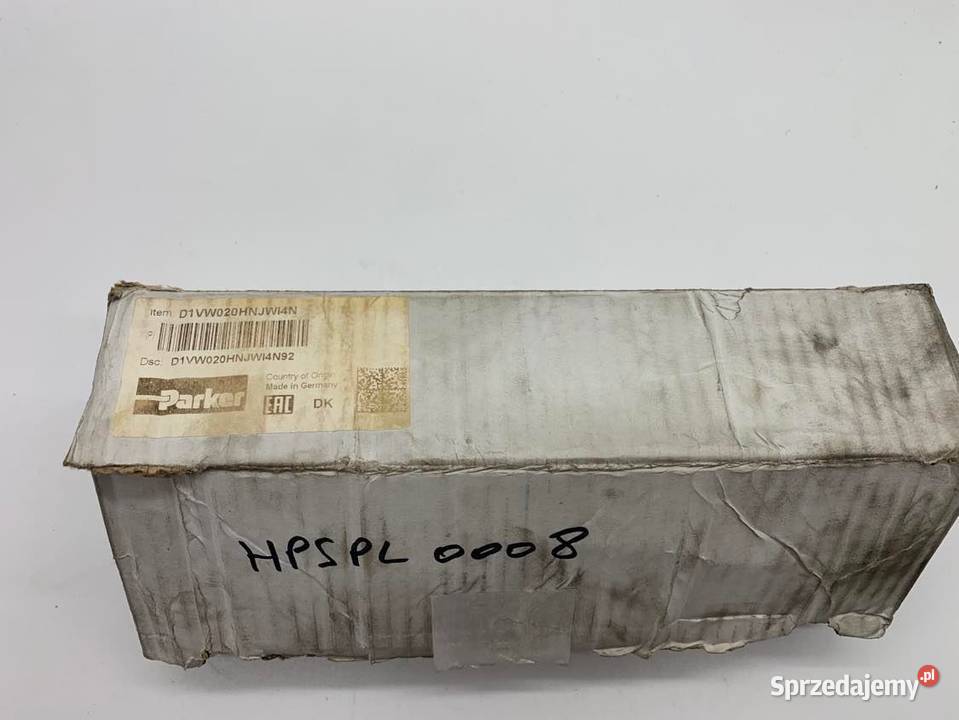 Item D1VW020HNJWI4N
P
Dsc: D1VW020HNJWI4N92
Parker
Country of Origin
Made in Germany
EAC DK
HPSPL 0008
Sprzedajemy.pl